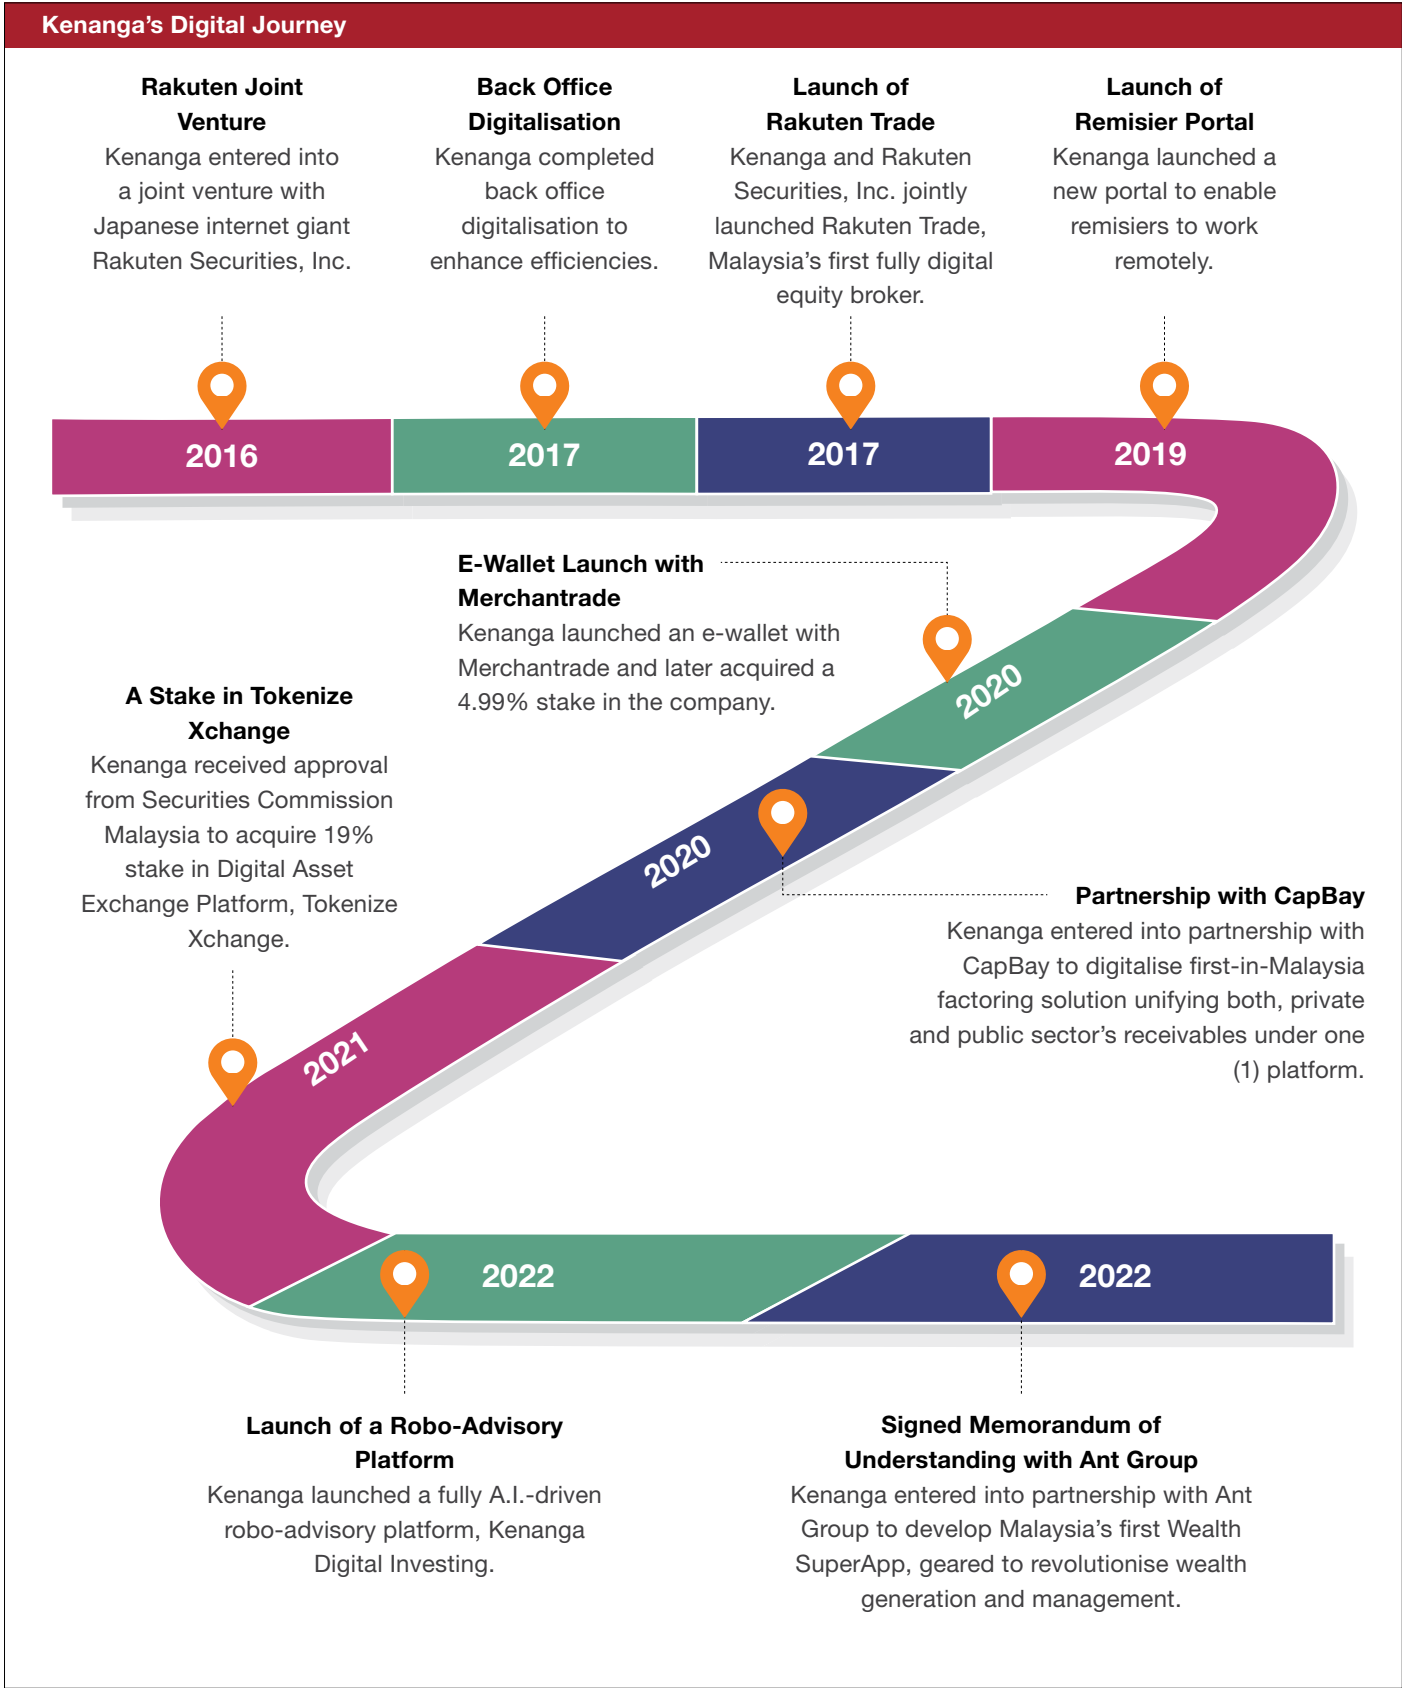 Kenanga’s Digital Journey
Rakuten Joint
Venture
Kenanga entered into
a joint venture with
Japanese internet giant
Rakuten Securities, Inc.
Back Office
Digitalisation
Kenanga completed
back office
digitalisation to
enhance efficiencies.
Launch of
Rakuten Trade
Kenanga and Rakuten
Securities, Inc. jointly
launched Rakuten Trade,
Malaysia’s first fully digital
equity broker.
Launch of
Remisier Portal
Kenanga launched a
new portal to enable
remisiers to work
remotely.
2016
2017
2017
2019
E-Wallet Launch with
Merchantrade
Kenanga launched an e-wallet with
Merchantrade and later acquired a
4.99% stake in the company.
2020
2020
Partnership with CapBay
Kenanga entered into partnership with
CapBay to digitalise first-in-Malaysia
factoring solution unifying both, private
and public sector’s receivables under one
(1) platform.
A Stake in Tokenize
Xchange
Kenanga received approval
from Securities Commission
Malaysia to acquire 19%
stake in Digital Asset
Exchange Platform, Tokenize
Xchange.
2021
2022
2022
Launch of a Robo-Advisory
Platform
Kenanga launched a fully A.I.-driven
robo-advisory platform, Kenanga
Digital Investing.
Signed Memorandum of
Understanding with Ant Group
Kenanga entered into partnership with Ant
Group to develop Malaysia’s first Wealth
SuperApp, geared to revolutionise wealth
generation and management.